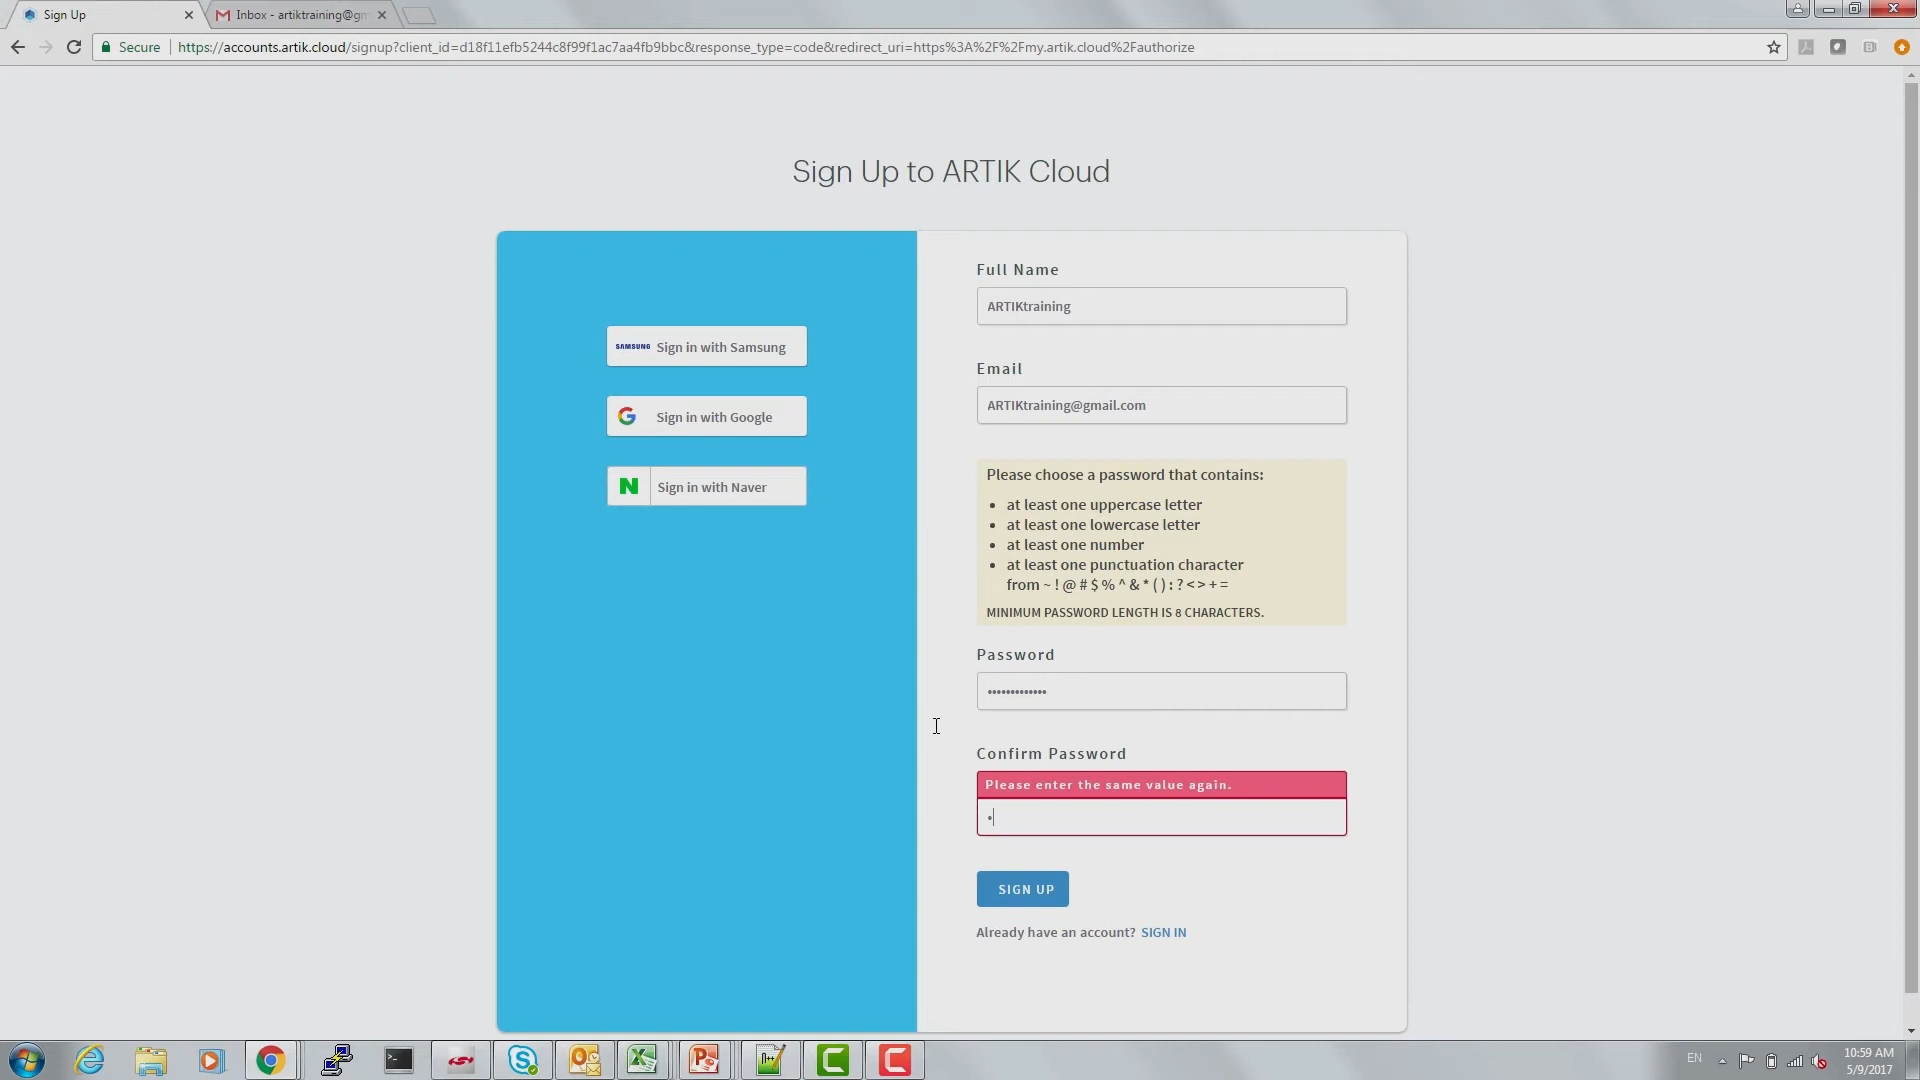 Sign Up
Inbox - artiktraining@gm
Secure
https://accounts.artik.cloud/signup?client_id=d18f11efb5244c8f99f1ac7aa4fb9bbc&response_type=code&redirect_uri=https%3A%2F%2Fmy.artik.cloud%2Fauthorize
Sign Up to ARTIK Cloud
SAMSUNG Sign in with Samsung
Sign in with Google
Sign in with Naver
Full Name
ARTIKtraining
Email
ARTIKtraining@gmail.com
Please choose a password that contains:
• at least one uppercase letter
• at least one lowercase letter
• at least one number
• at least one punctuation character
from ~ ! @ # $ % ^ & * ( ) : ? < > + =
MINIMUM PASSWORD LENGTH IS 8 CHARACTERS.
Password
•••••••••••••
Confirm Password
Please enter the same value again.
•
SIGN UP
Already have an account? SIGN IN
EN
10:59 AM
5/9/2017